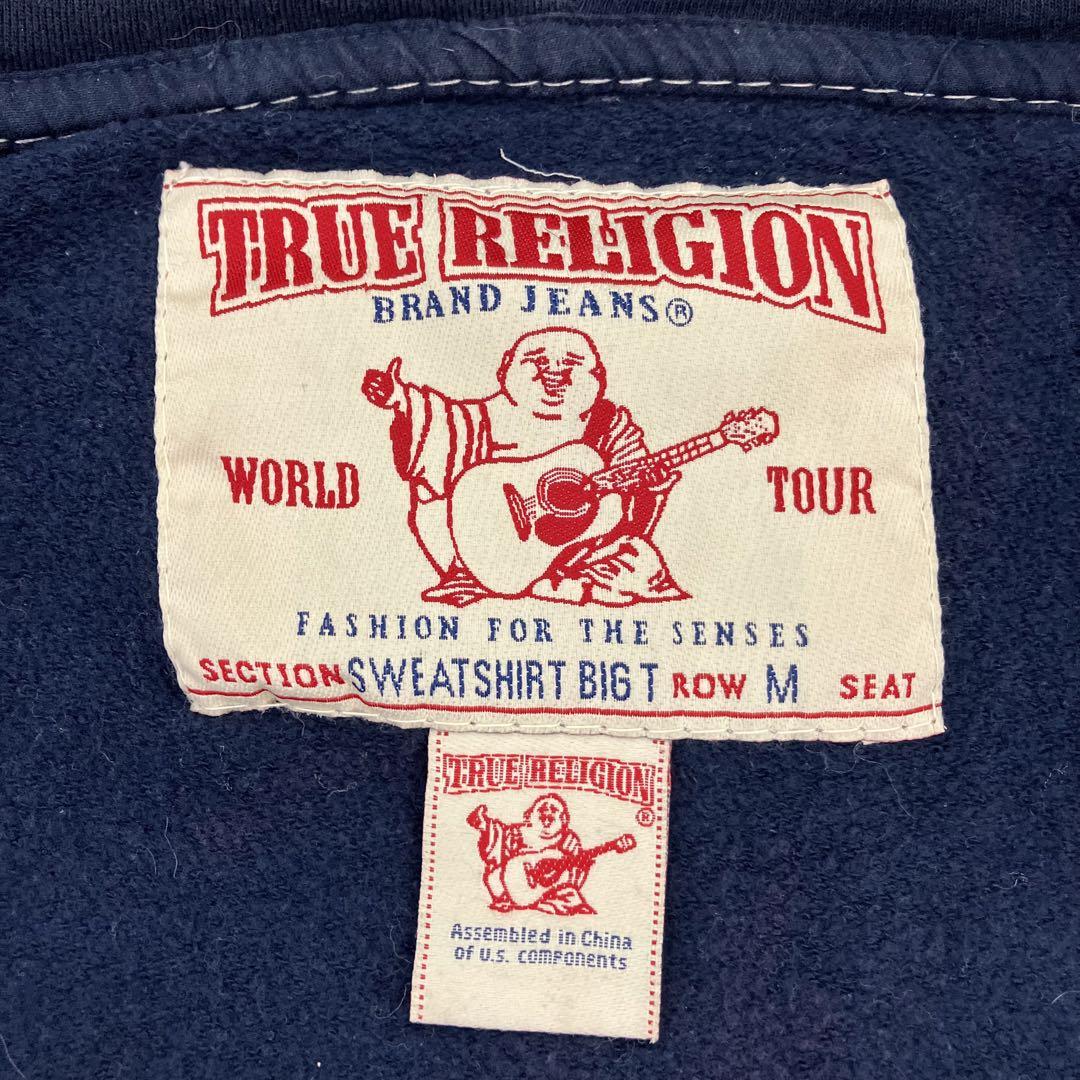 TRUE RELIGION
BRAND JEANS®
WORLD TOUR
FASHION FOR THE SENSES
SECTION SWEATSHIRT BIG T ROW M SEAT
TRUE RELIGION
®
Assembled in China
of U.S. components